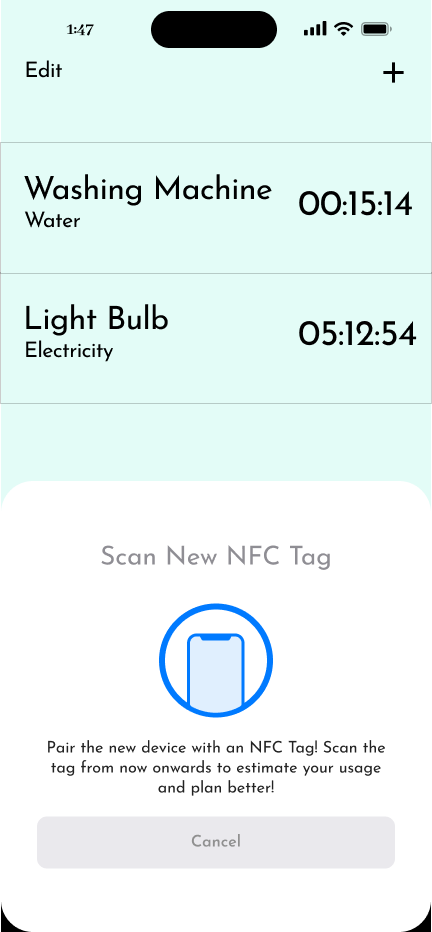 1:47
Edit
+
Washing Machine
00:15:14
Water
Light Bulb
05:12:54
Electricity
Scan New NFC Tag
Pair the new device with an NFC Tag! Scan the
tag from now onwards to estimate your usage
and plan better!
Cancel